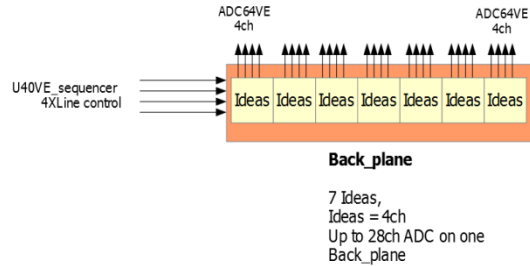 ADC64VE
4ch
ADC64VE
4ch
U40VE_sequencer
4XLine control
Ideas Ideas Ideas Ideas Ideas Ideas Ideas
Back_plane
7 Ideas,
Ideas = 4ch
Up to 28ch ADC on one
Back_plane